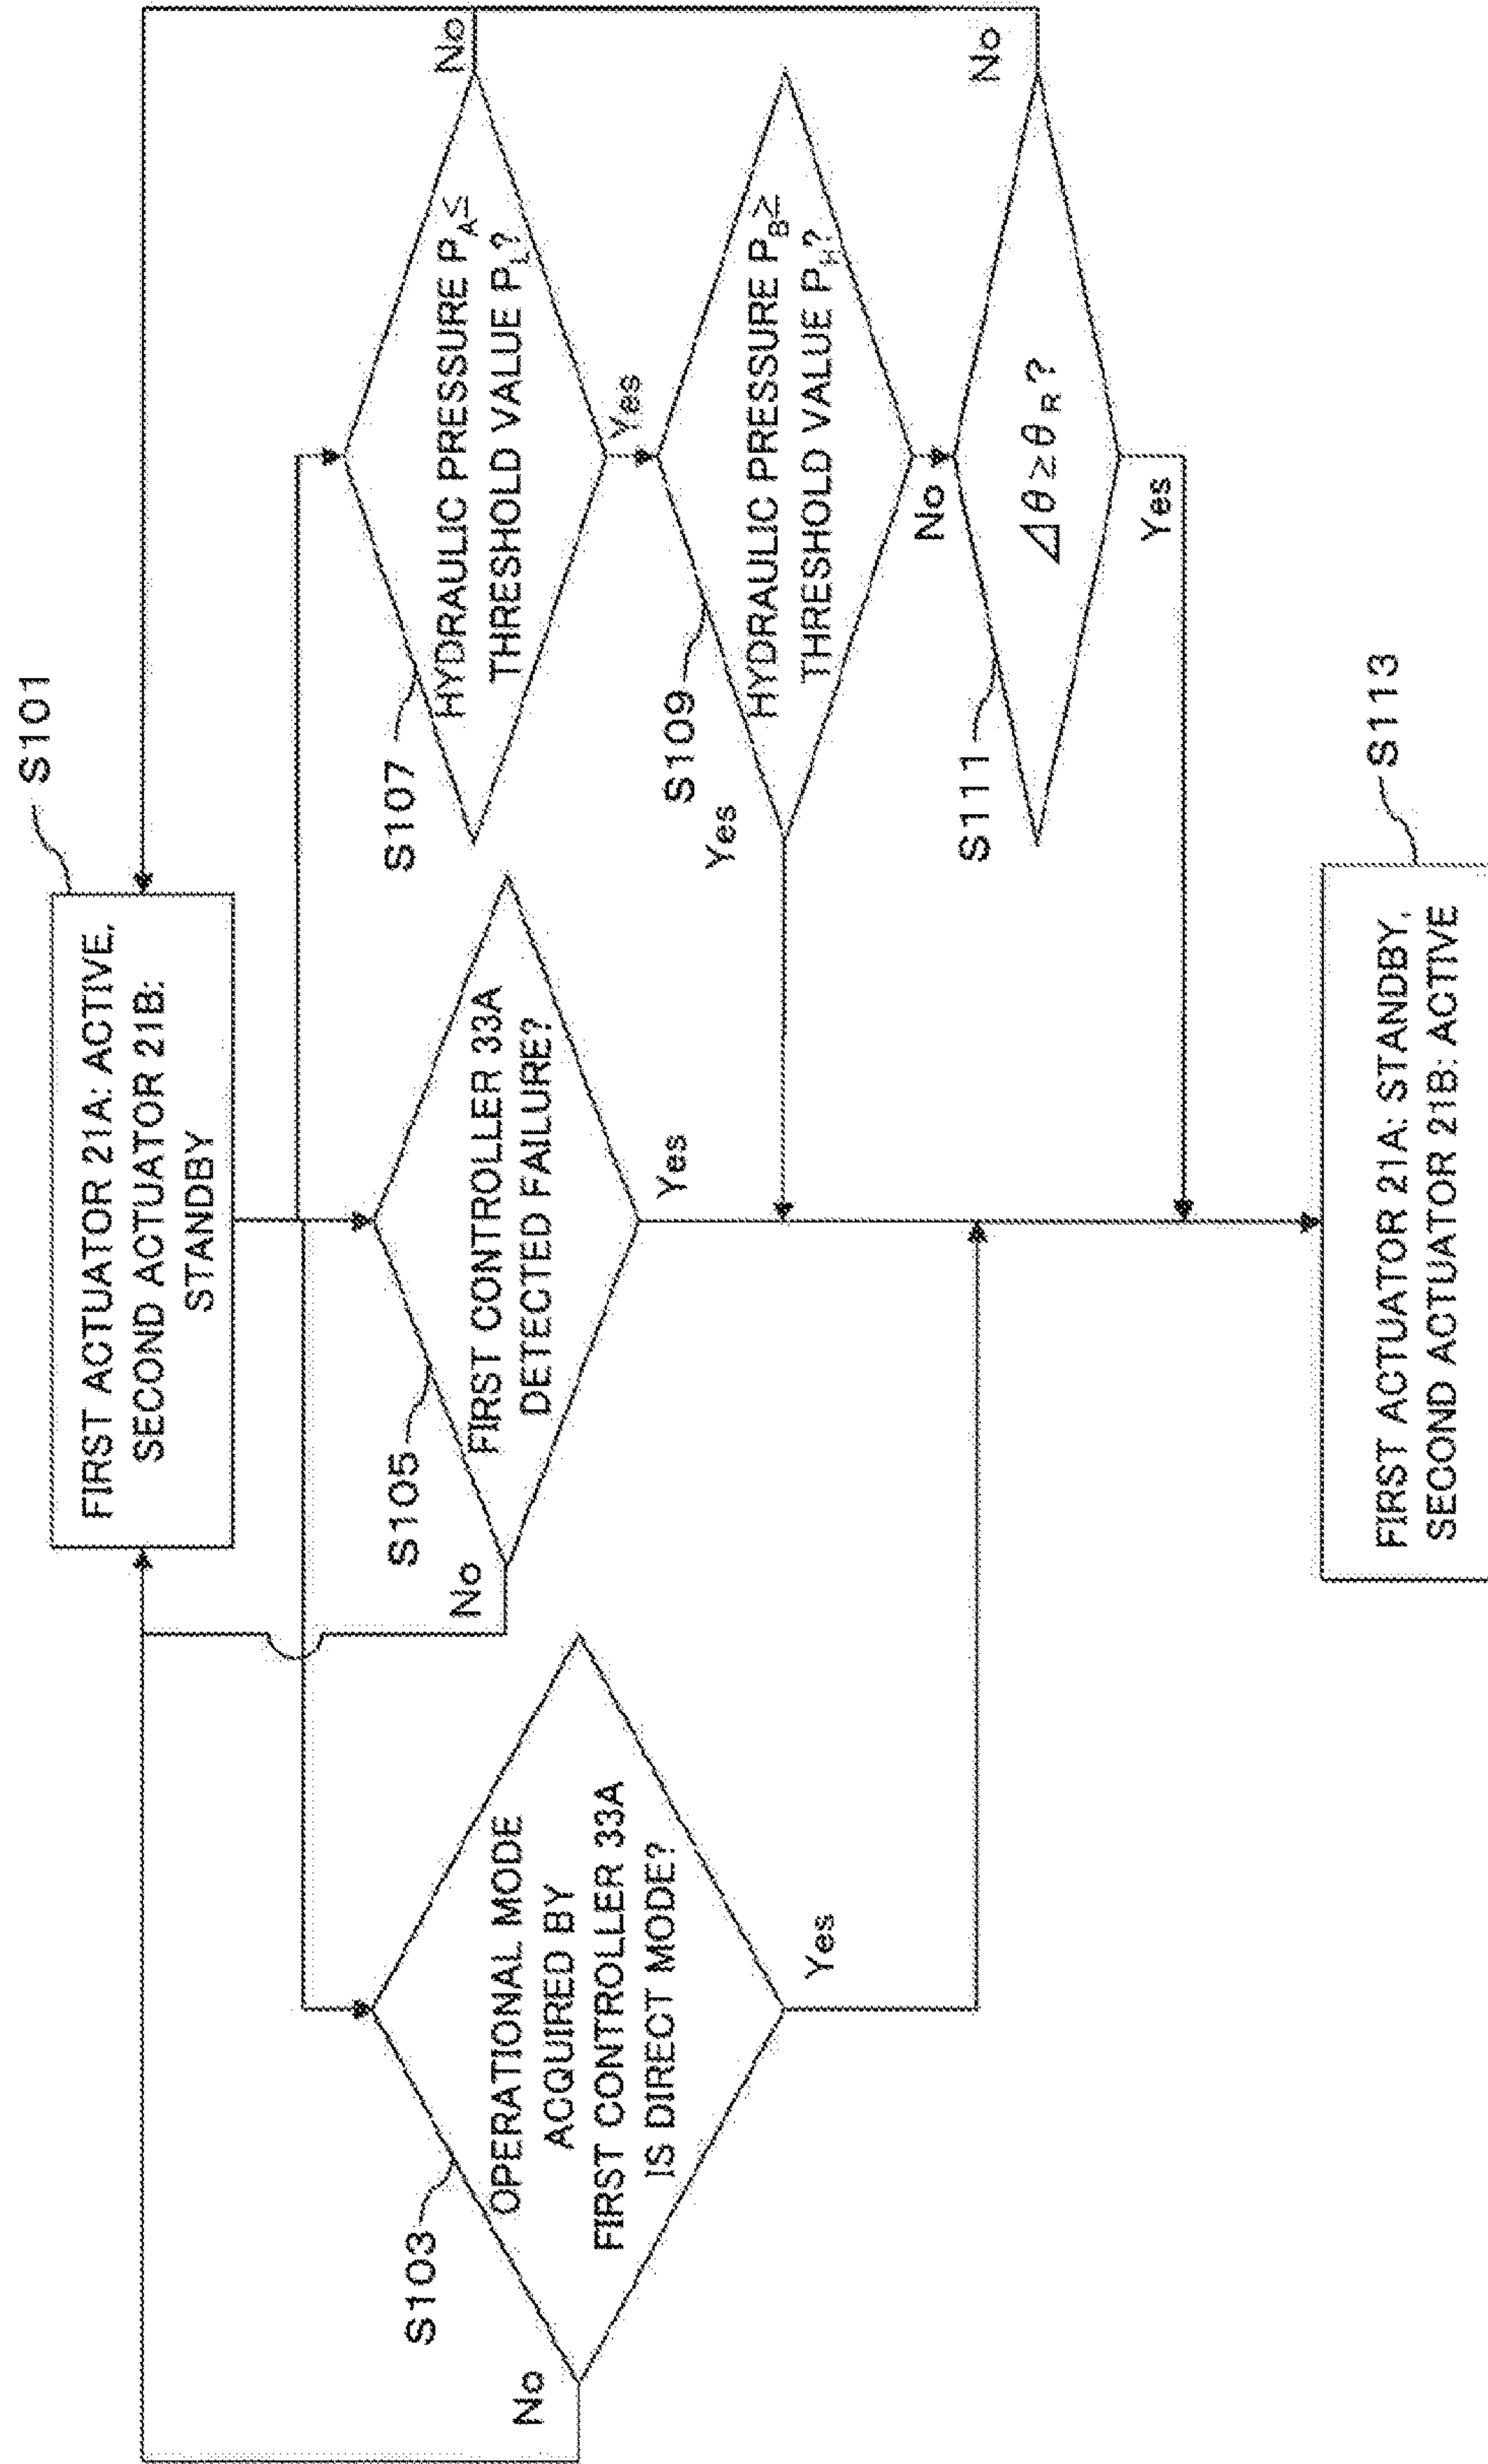 S101
FIRST ACTUATOR 21A: ACTIVE,
SECOND ACTUATOR 21B:
STANDBY
S103
OPERATIONAL MODE
ACQUIRED BY
FIRST CONTROLLER 33A
IS DIRECT MODE?
No
Yes
S105
FIRST CONTROLLER 33A
DETECTED FAILURE?
No
Yes
S107
HYDRAULIC PRESSURE P_A≤
THRESHOLD VALUE P_L?
No
Yes
S109
HYDRAULIC PRESSURE P_B≥
THRESHOLD VALUE P_H?
Yes
No
S111
Δθ≥θ_R?
No
Yes
S113
FIRST ACTUATOR 21A: STANDBY,
SECOND ACTUATOR 21B: ACTIVE